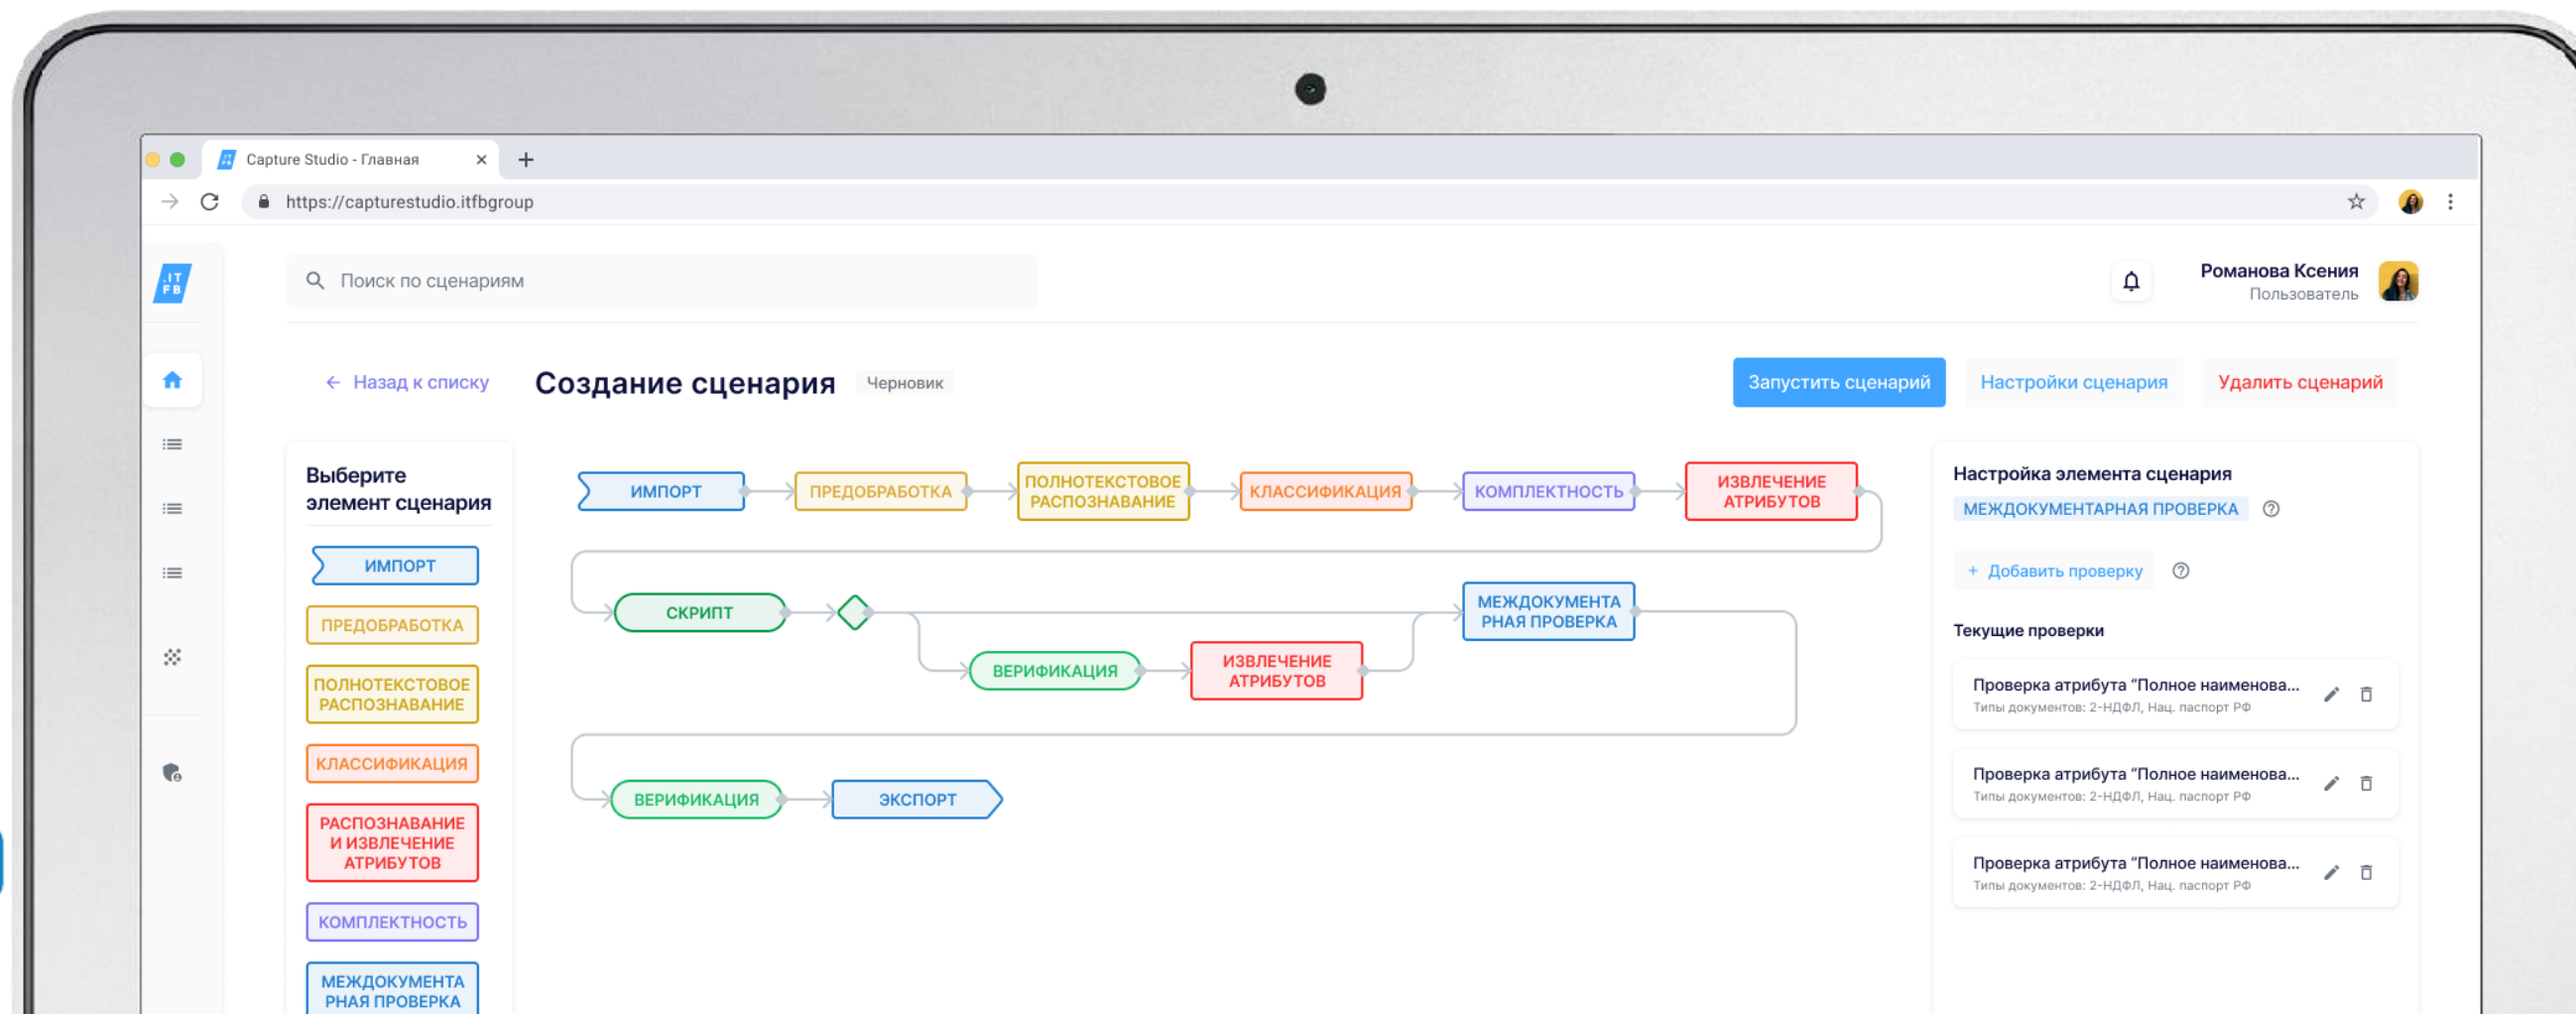 Capture Studio - Главная
https://capturestudio.itfbgroup
.IT
FB
Поиск по сценариям
Романова Ксения
Пользователь
← Назад к списку
Создание сценария
Черновик
Запустить сценарий
Настройки сценария
Удалить сценарий
Выберите
элемент сценария
ИМПОРТ
ПРЕДОБРАБОТКА
ПОЛНОТЕКСТОВОЕ
РАСПОЗНАВАНИЕ
КЛАССИФИКАЦИЯ
РАСПОЗНАВАНИЕ
И ИЗВЛЕЧЕНИЕ
АТРИБУТОВ
КОМПЛЕКТНОСТЬ
МЕЖДОКУМЕНТА
РНАЯ ПРОВЕРКА
ИМПОРТ
ПРЕДОБРАБОТКА
ПОЛНОТЕКСТОВОЕ
РАСПОЗНАВАНИЕ
КЛАССИФИКАЦИЯ
КОМПЛЕКТНОСТЬ
ИЗВЛЕЧЕНИЕ
АТРИБУТОВ
СКРИПТ
ВЕРИФИКАЦИЯ
ИЗВЛЕЧЕНИЕ
АТРИБУТОВ
МЕЖДОКУМЕНТА
РНАЯ ПРОВЕРКА
ВЕРИФИКАЦИЯ
ЭКСПОРТ
Настройка элемента сценария
МЕЖДОКУМЕНТАРНАЯ ПРОВЕРКА
+ Добавить проверку
Текущие проверки
Проверка атрибута “Полное наименова...
Типы документов: 2-НДФЛ, Нац. паспорт РФ
Проверка атрибута “Полное наименова...
Типы документов: 2-НДФЛ, Нац. паспорт РФ
Проверка атрибута “Полное наименова...
Типы документов: 2-НДФЛ, Нац. паспорт РФ